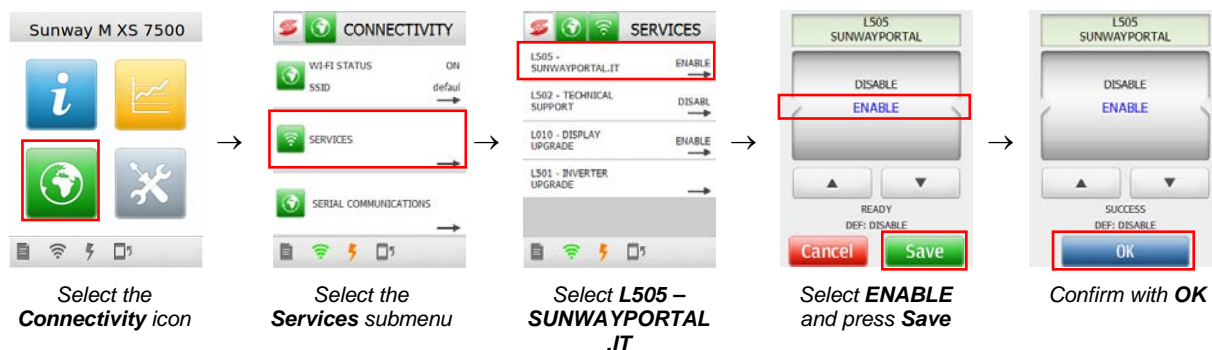 Sunway M XS 7500
i
CONNECTIVITY
WI-FI STATUS ON
SSID defaul
SERVICES
SERIAL COMMUNICATIONS
SERVICES
L505 - SUNWAYPORTAL.IT ENABLE
L502 - TECHNICAL SUPPORT DISABL
L010 - DISPLAY UPGRADE ENABLE
L501 - INVERTER UPGRADE
L505
SUNWAYPORTAL
DISABLE
ENABLE
READY
DEF: DISABLE
Cancel Save
L505
SUNWAYPORTAL
DISABLE
ENABLE
SUCCESS
DEF: DISABLE
OK
Select the
Connectivity icon
Select the
Services submenu
Select L505 –
SUNWAYPORTAL
.IT
Select ENABLE
and press Save
Confirm with OK